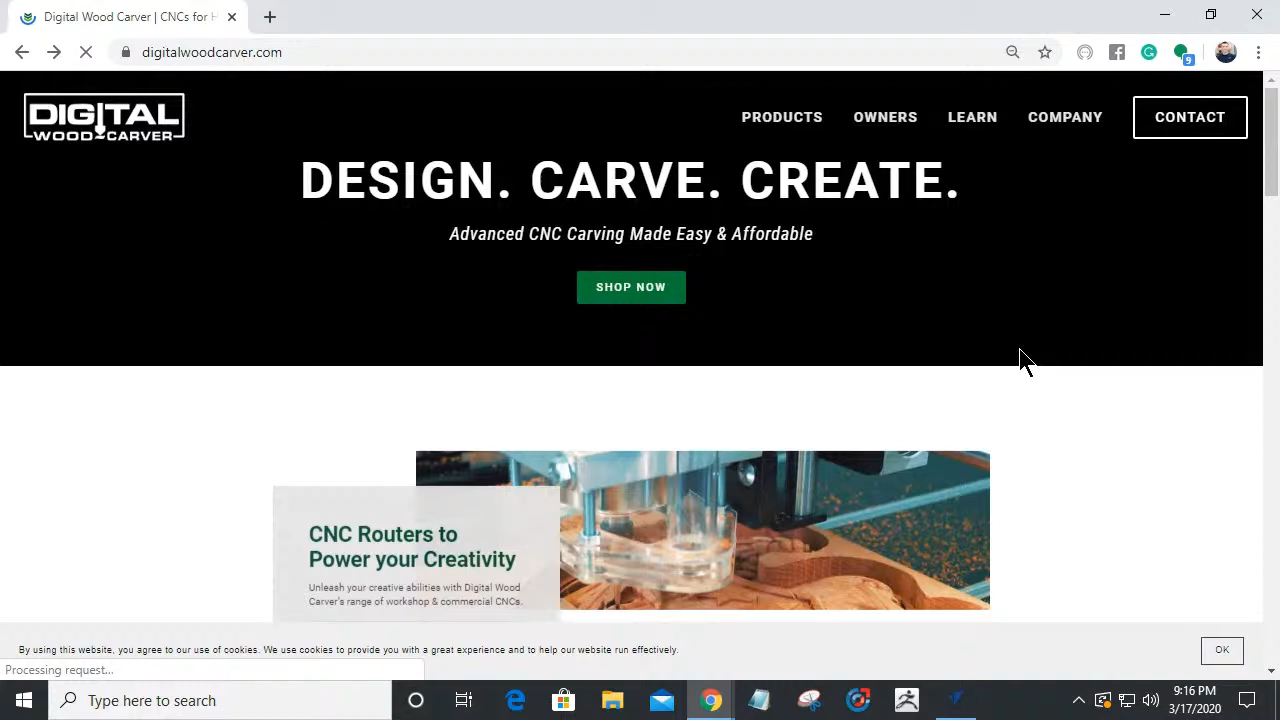 Digital Wood Carver | CNCs for H
digitalwoodcarver.com
9
DIGITAL
WOOD CARVER
PRODUCTS OWNERS LEARN COMPANY CONTACT
DESIGN. CARVE. CREATE.
Advanced CNC Carving Made Easy & Affordable
SHOP NOW
CNC Routers to
Power your Creativity
Unleash your creative abilities with Digital Wood
Carver's range of workshop & commercial CNCs.
By using this website, you agree to our use of cookies. We use cookies to provide you with a great experience and to help our website run effectively.
OK
Processing request...
Type here to search
9:16 PM
3/17/2020